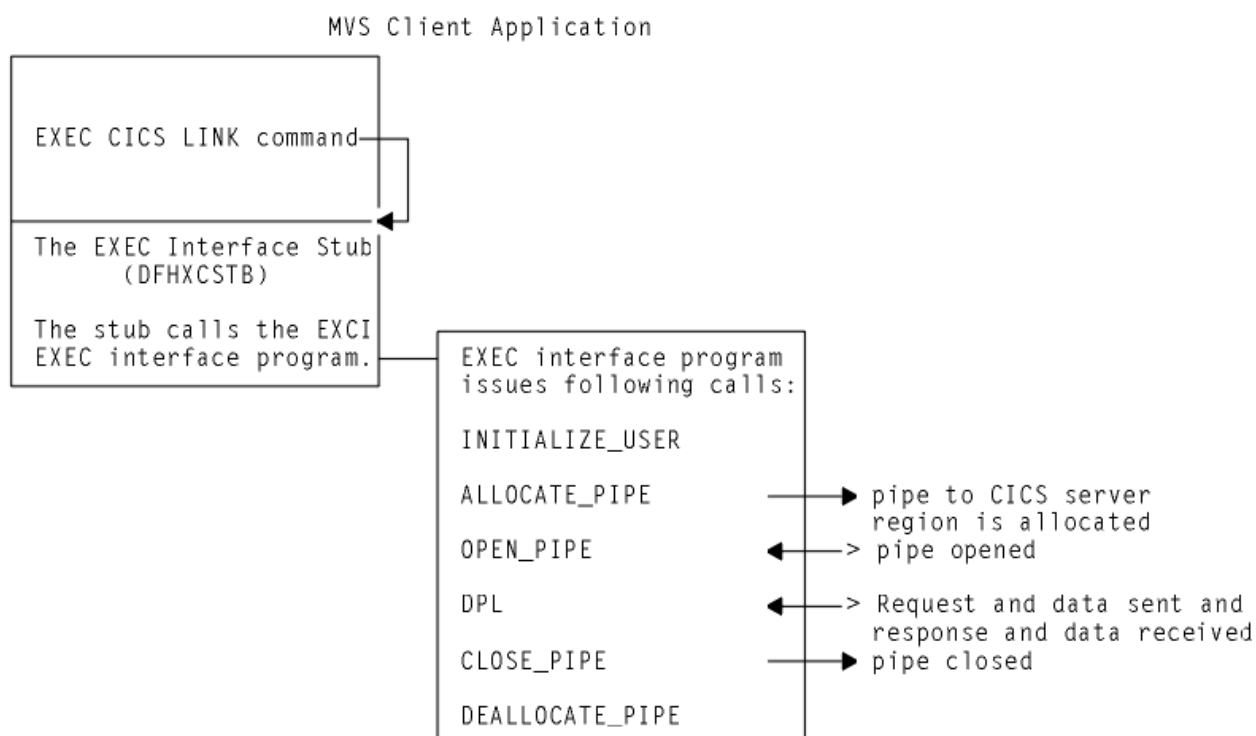 MVS Client Application
EXEC CICS LINK command
The EXEC Interface Stub
(DFHXCSTB)
The stub calls the EXCI
EXEC interface program.
EXEC interface program
issues following calls:
INITIALIZE_USER
ALLOCATE_PIPE
pipe to CICS server
region is allocated
OPEN_PIPE
> pipe opened
DPL
> Request and data sent and
response and data received
CLOSE_PIPE
pipe closed
DEALLOCATE_PIPE